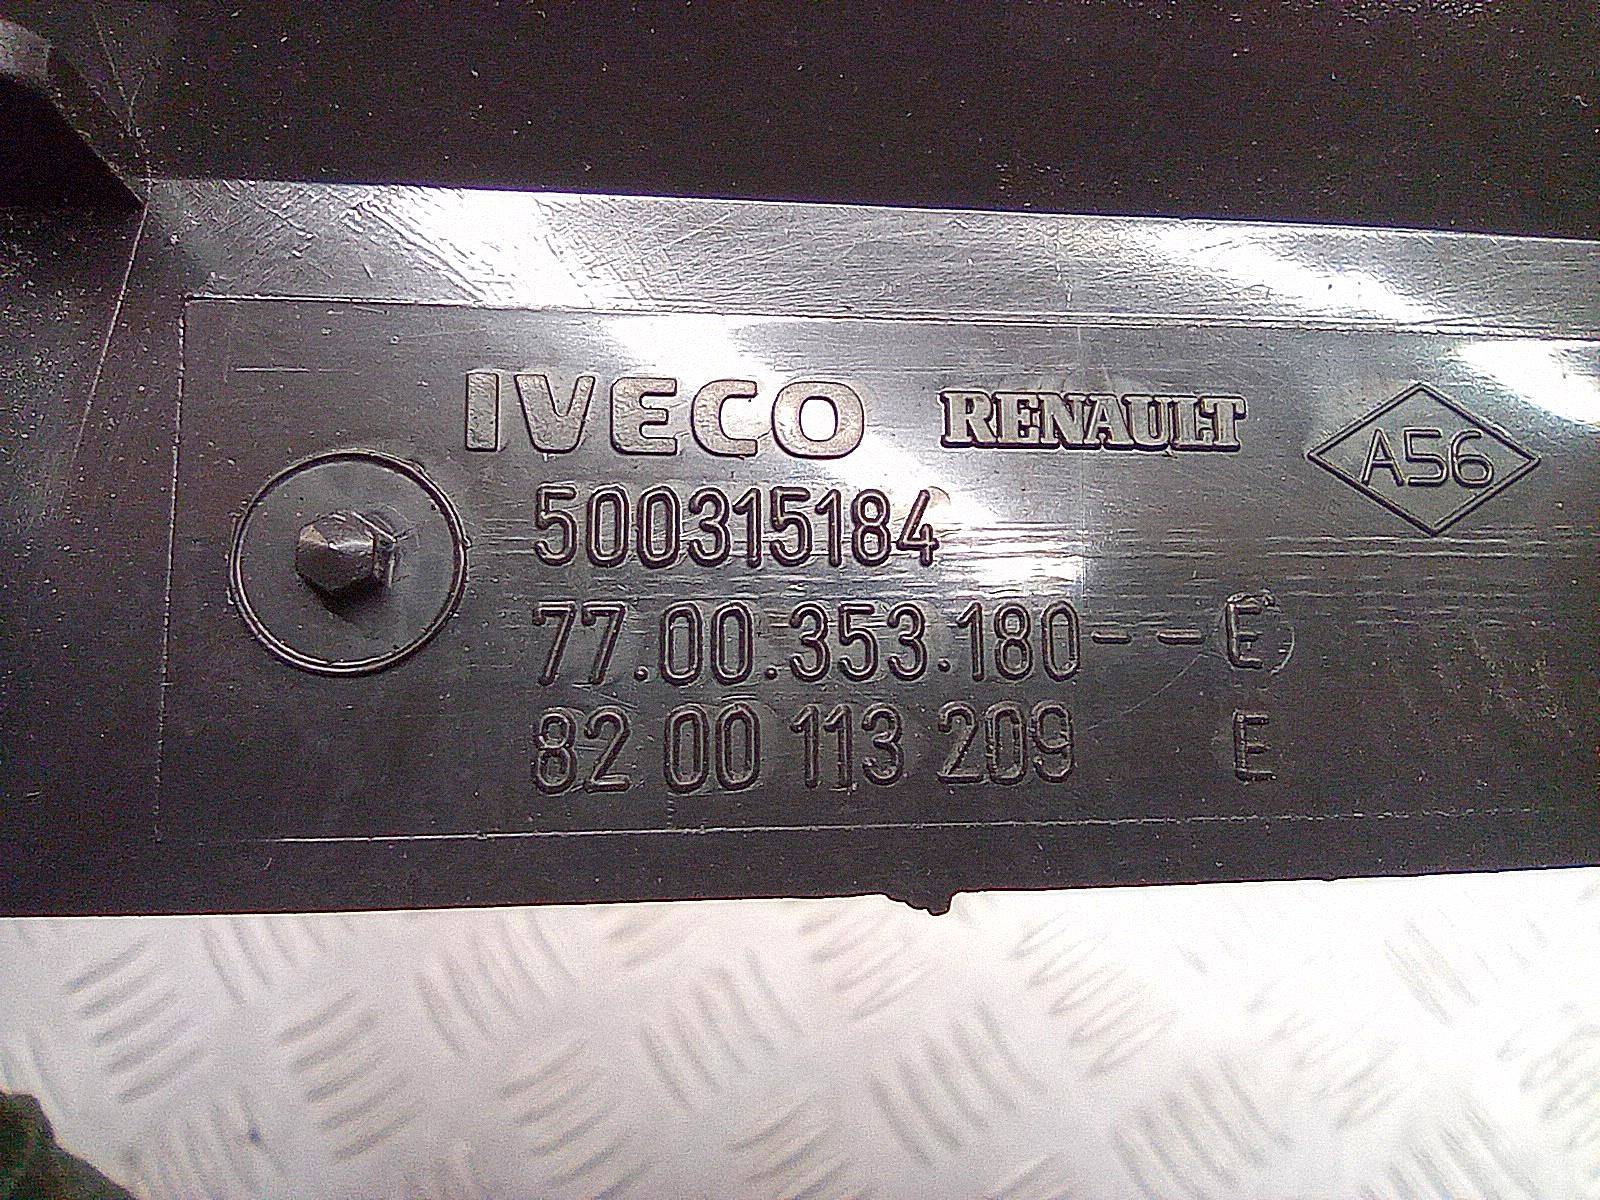 IVECO RENAULT A56
500315184
77.00.353.180--E
82 00 113 209 E